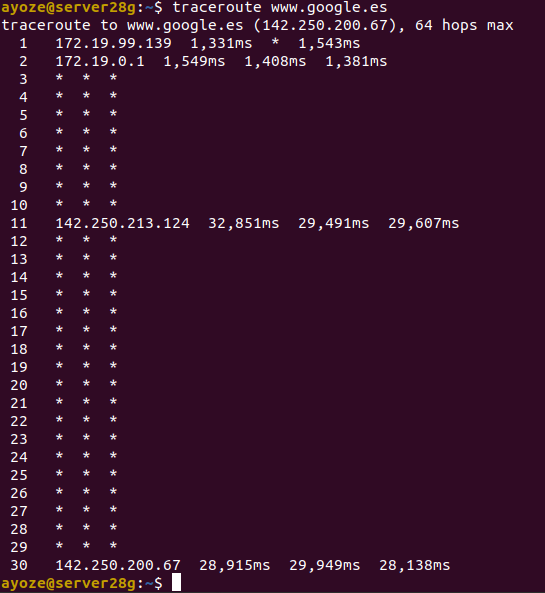 ayoze@server28g:~$ traceroute www.google.es
traceroute to www.google.es (142.250.200.67), 64 hops max
1 172.19.99.139 1,331ms * 1,543ms
2 172.19.0.1 1,549ms 1,408ms 1,381ms
3 * * *
4 * * *
5 * * *
6 * * *
7 * * *
8 * * *
9 * * *
10 * * *
11 142.250.213.124 32,851ms 29,491ms 29,607ms
12 * * *
13 * * *
14 * * *
15 * * *
16 * * *
17 * * *
18 * * *
19 * * *
20 * * *
21 * * *
22 * * *
23 * * *
24 * * *
25 * * *
26 * * *
27 * * *
28 * * *
29 * * *
30 142.250.200.67 28,915ms 29,949ms 28,138ms
ayoze@server28g:~$